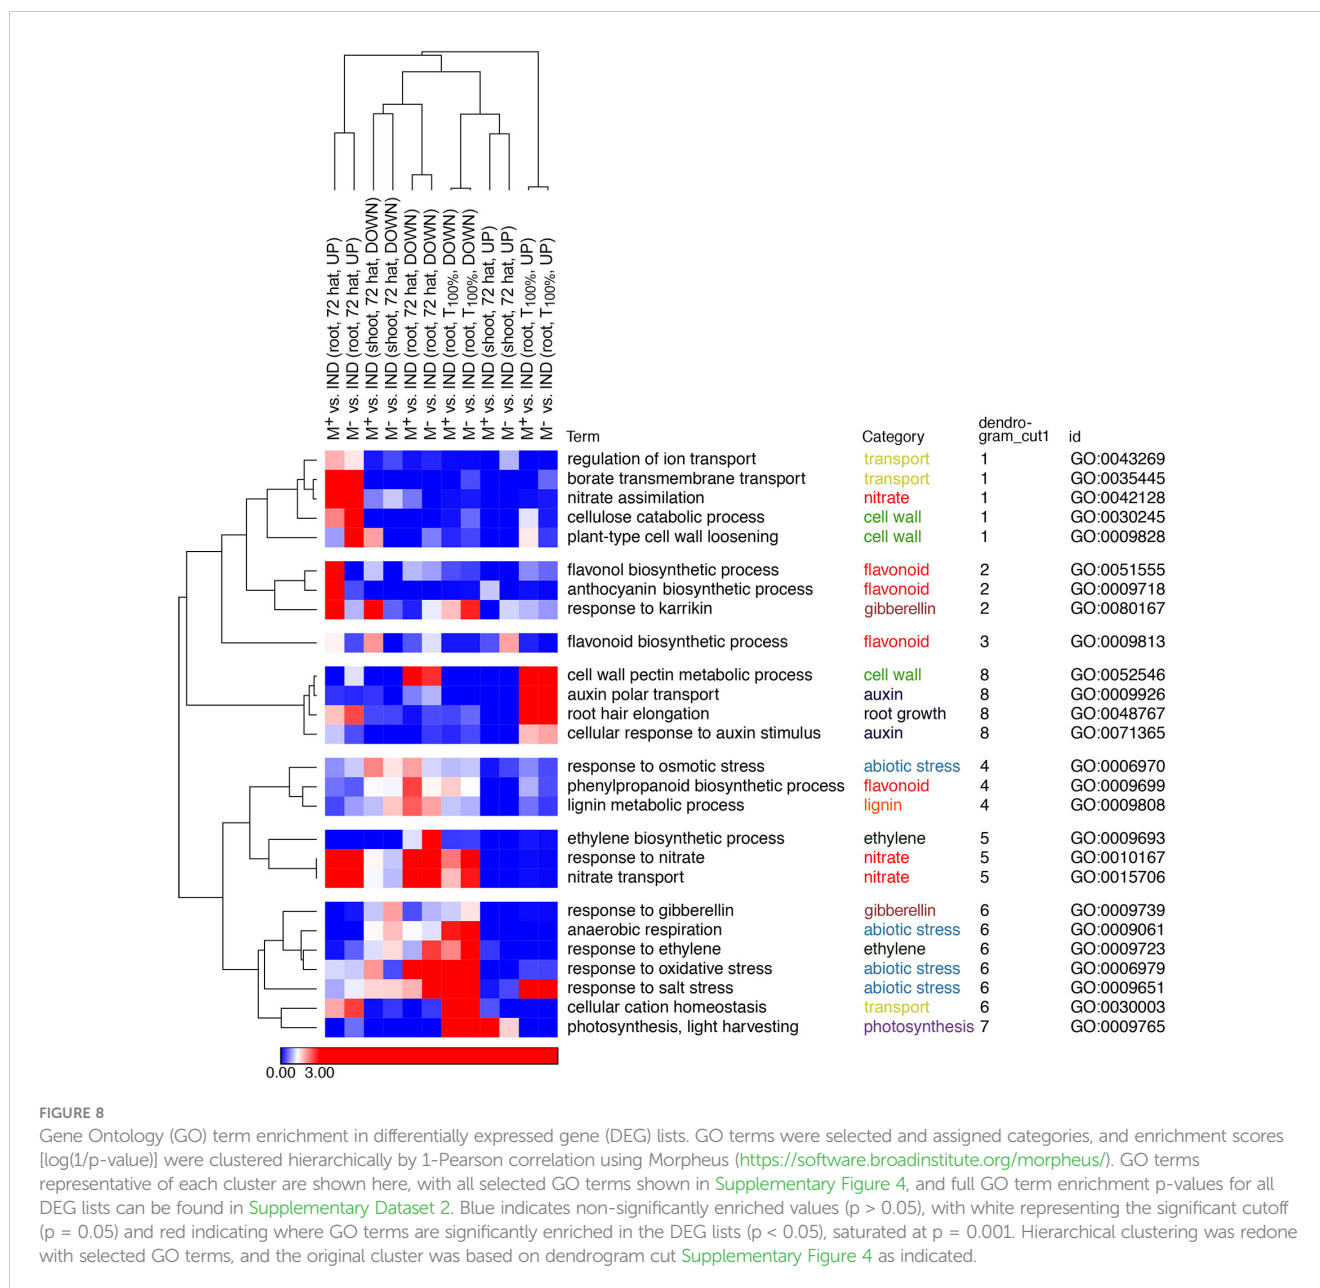 M+ vs. IND (root, 72 hat, UP)
M- vs. IND (root, 72 hat, UP)
M+ vs. IND (shoot, 72 hat, DOWN)
M- vs. IND (shoot, 72 hat, DOWN)
M+ vs. IND (root, 72 hat, DOWN)
M- vs. IND (root, 72 hat, DOWN)
M+ vs. IND (root, T100%, DOWN)
M- vs. IND (root, T100%, DOWN)
M+ vs. IND (shoot, 72 hat, UP)
M- vs. IND (shoot, 72 hat, UP)
M+ vs. IND (root, T100%, UP)
M- vs. IND (root, T100%, UP)
Term Category dendro-gram_cut1 id
regulation of ion transport transport 1 GO:0043269
borate transmembrane transport transport 1 GO:0035445
nitrate assimilation nitrate 1 GO:0042128
cellulose catabolic process cell wall 1 GO:0030245
plant-type cell wall loosening cell wall 1 GO:0009828
flavonol biosynthetic process flavonoid 2 GO:0051555
anthocyanin biosynthetic process flavonoid 2 GO:0009718
response to karrikin gibberellin 2 GO:0080167
flavonoid biosynthetic process flavonoid 3 GO:0009813
cell wall pectin metabolic process cell wall 8 GO:0052546
auxin polar transport auxin 8 GO:0009926
root hair elongation root growth 8 GO:0048767
cellular response to auxin stimulus auxin 8 GO:0071365
response to osmotic stress abiotic stress 4 GO:0006970
phenylpropanoid biosynthetic process flavonoid 4 GO:0009699
lignin metabolic process lignin 4 GO:0009808
ethylene biosynthetic process ethylene 5 GO:0009693
response to nitrate nitrate 5 GO:0010167
nitrate transport nitrate 5 GO:0015706
response to gibberellin gibberellin 6 GO:0009739
anaerobic respiration abiotic stress 6 GO:0009061
response to ethylene ethylene 6 GO:0009723
response to oxidative stress abiotic stress 6 GO:0006979
response to salt stress abiotic stress 6 GO:0009651
cellular cation homeostasis transport 6 GO:0030003
photosynthesis, light harvesting photosynthesis 7 GO:0009765
0.00 3.00
FIGURE 8
Gene Ontology (GO) term enrichment in differentially expressed gene (DEG) lists. GO terms were selected and assigned categories, and enrichment scores
[log(1/p-value)] were clustered hierarchically by 1-Pearson correlation using Morpheus (https://software.broadinstitute.org/morpheus/). GO terms
representative of each cluster are shown here, with all selected GO terms shown in Supplementary Figure 4, and full GO term enrichment p-values for all
DEG lists can be found in Supplementary Dataset 2. Blue indicates non-significantly enriched values (p > 0.05), with white representing the significant cutoff
(p = 0.05) and red indicating where GO terms are significantly enriched in the DEG lists (p < 0.05), saturated at p = 0.001. Hierarchical clustering was redone
with selected GO terms, and the original cluster was based on dendrogram cut Supplementary Figure 4 as indicated.